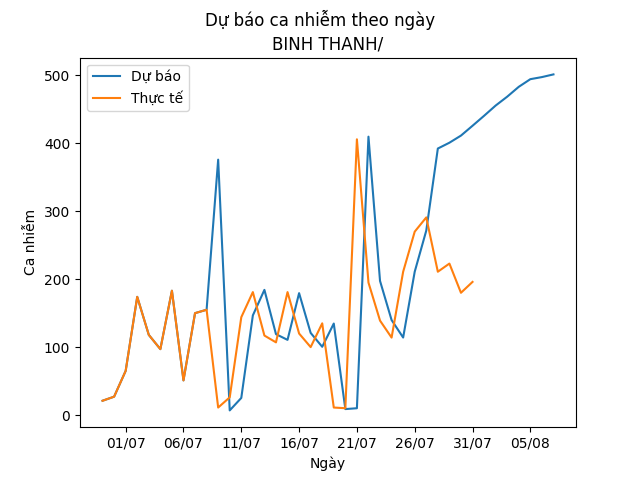 Dự báo ca nhiễm theo ngày
BINH THANH/
Dự báo
Thực tế
500
400
300
200
100
0
Ca nhiễm
01/07 06/07 11/07 16/07 21/07 26/07 31/07 05/08
Ngày